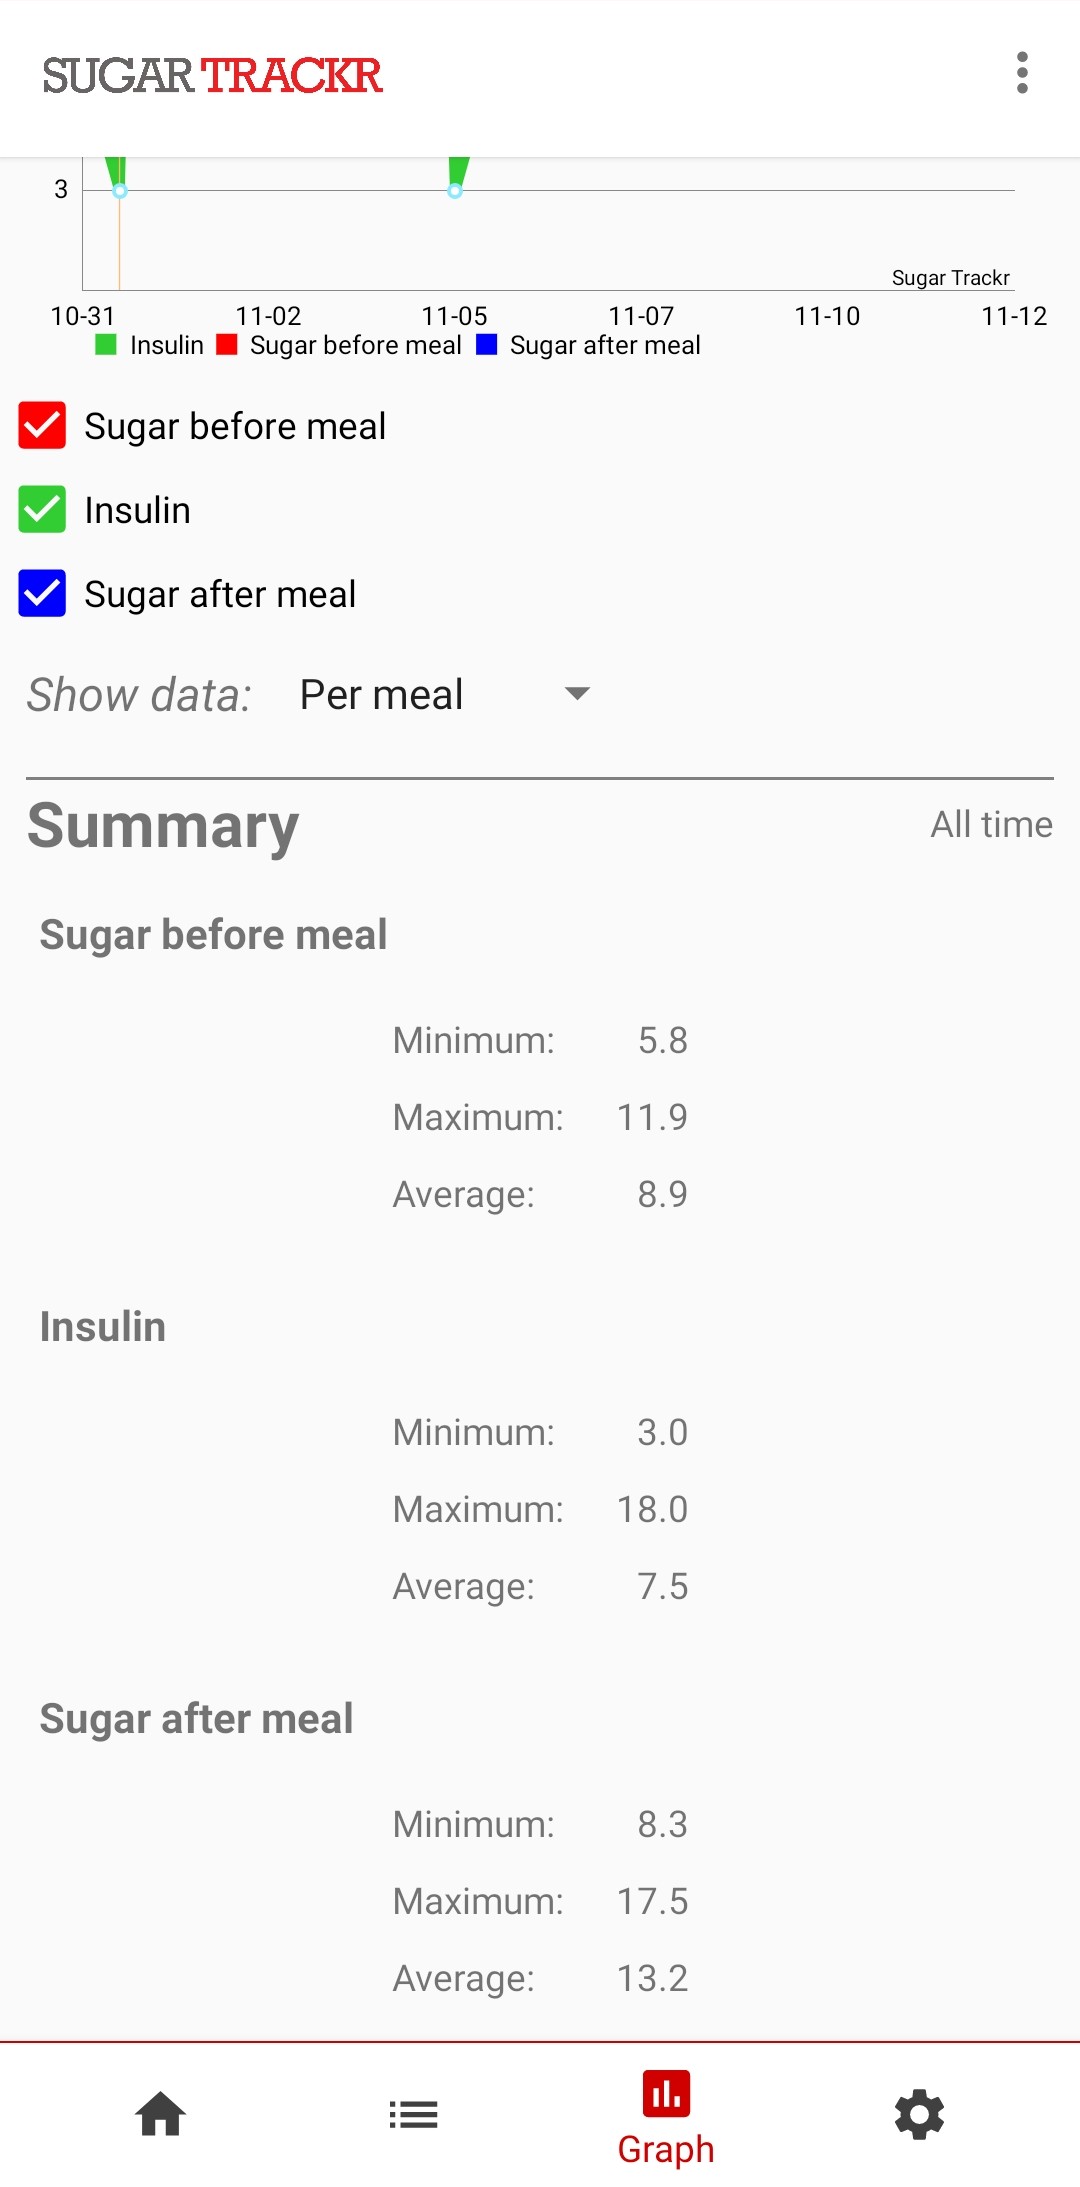 SUGAR TRACKR
3
Sugar Trackr
10-31 11-02 11-05 11-07 11-10 11-12
Insulin Sugar before meal Sugar after meal
Sugar before meal
Insulin
Sugar after meal
Show data: Per meal
Summary All time
Sugar before meal
Minimum: 5.8
Maximum: 11.9
Average: 8.9
Insulin
Minimum: 3.0
Maximum: 18.0
Average: 7.5
Sugar after meal
Minimum: 8.3
Maximum: 17.5
Average: 13.2
Graph